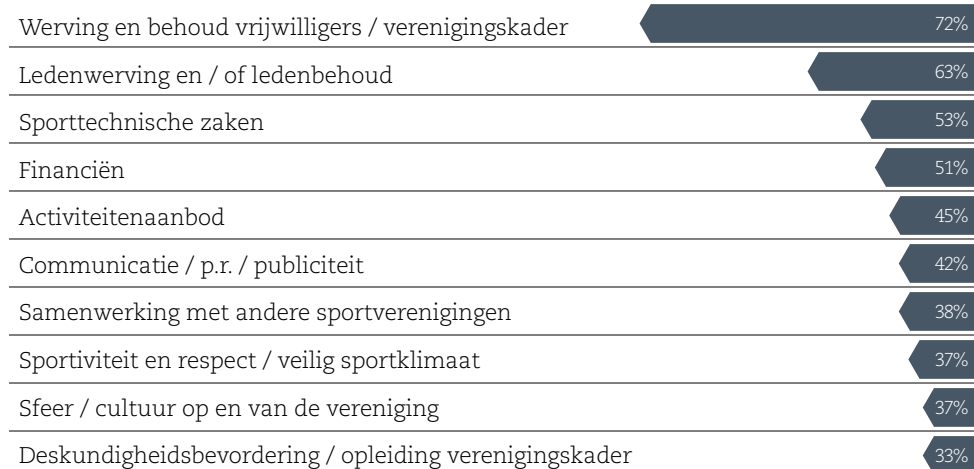 Werving en behoud vrijwilligers / verenigingskader 72%
Ledenwerving en / of ledenbehoud 63%
Sporttechnische zaken 53%
Financiën 51%
Activiteitenaanbod 45%
Communicatie / p.r. / publiciteit 42%
Samenwerking met andere sportverenigingen 38%
Sportiviteit en respect / veilig sportklimaat 37%
Sfeer / cultuur op en van de vereniging 37%
Deskundigheidsbevordering / opleiding verenigingskader 33%